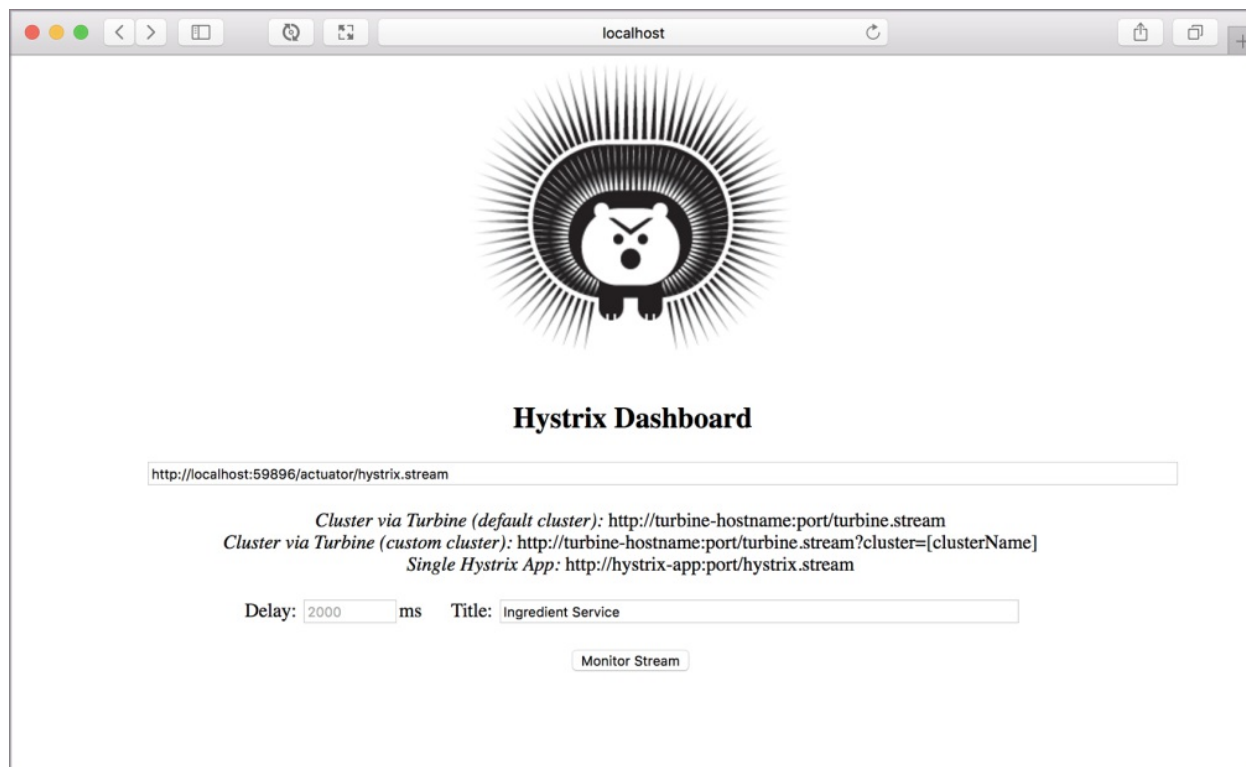 localhost
Hystrix Dashboard
http://localhost:59896/actuator/hystrix.stream
Cluster via Turbine (default cluster): http://turbine-hostname:port/turbine.stream
Cluster via Turbine (custom cluster): http://turbine-hostname:port/turbine.stream?cluster=[clusterName]
Single Hystrix App: http://hystrix-app:port/hystrix.stream
Delay: 2000 ms Title: Ingredient Service
Monitor Stream